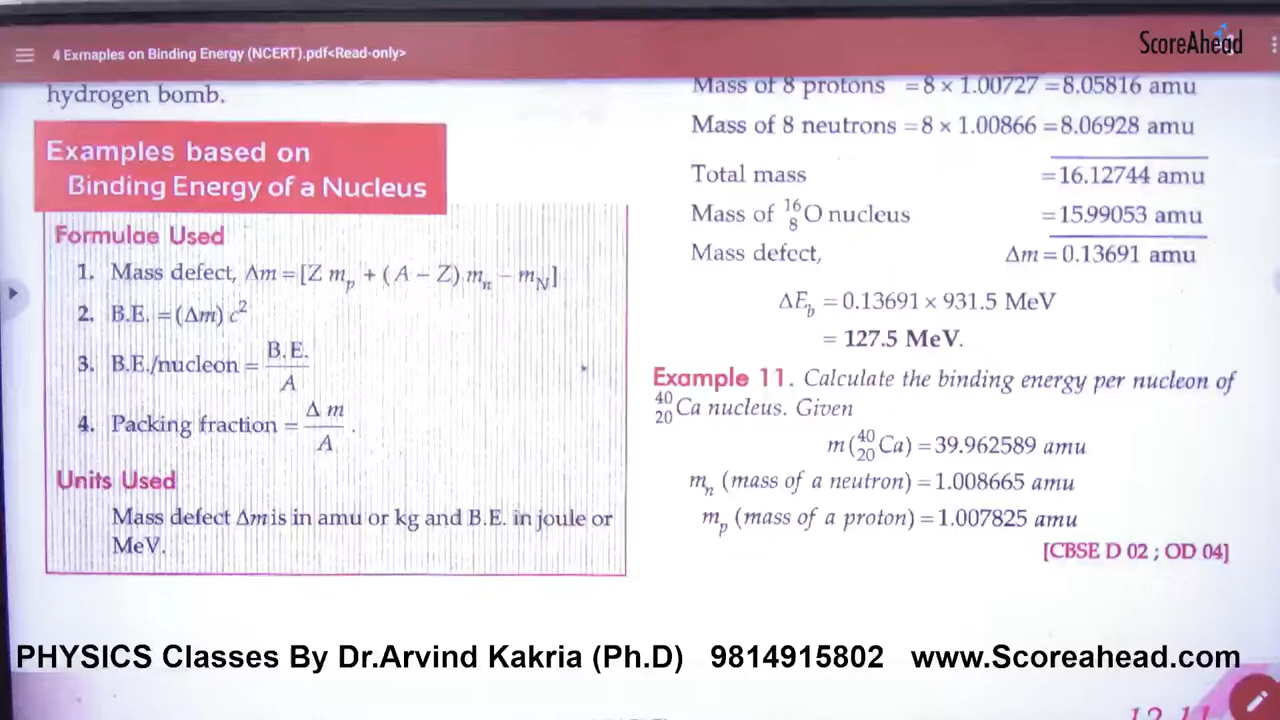 ScoreAhead
4 Exmaples on Binding Energy (NCERT).pdf<Read-only>
hydrogen bomb.
Examples based on
Binding Energy of a Nucleus
Formulae Used
1. Mass defect, Δm = [Z m_p + (A − Z) m_n − m_N]
2. B.E. = (Δm) c²
3. B.E./nucleon = B.E. / A
4. Packing fraction = Δ m / A .
Units Used
Mass defect Δm is in amu or kg and B.E. in joule or
MeV.
Mass of 8 protons = 8 × 1.00727 = 8.05816 amu
Mass of 8 neutrons = 8 × 1.00866 = 8.06928 amu
Total mass = 16.12744 amu
Mass of ¹⁶₈O nucleus = 15.99053 amu
Mass defect, Δm = 0.13691 amu
ΔE_b = 0.13691 × 931.5 MeV
= 127.5 MeV.
Example 11. Calculate the binding energy per nucleon of
⁴⁰₂₀Ca nucleus. Given
m(⁴⁰₂₀Ca) = 39.962589 amu
m_n (mass of a neutron) = 1.008665 amu
m_p (mass of a proton) = 1.007825 amu
[CBSE D 02 ; OD 04]
PHYSICS Classes By Dr.Arvind Kakria (Ph.D) 9814915802 www.Scoreahead.com